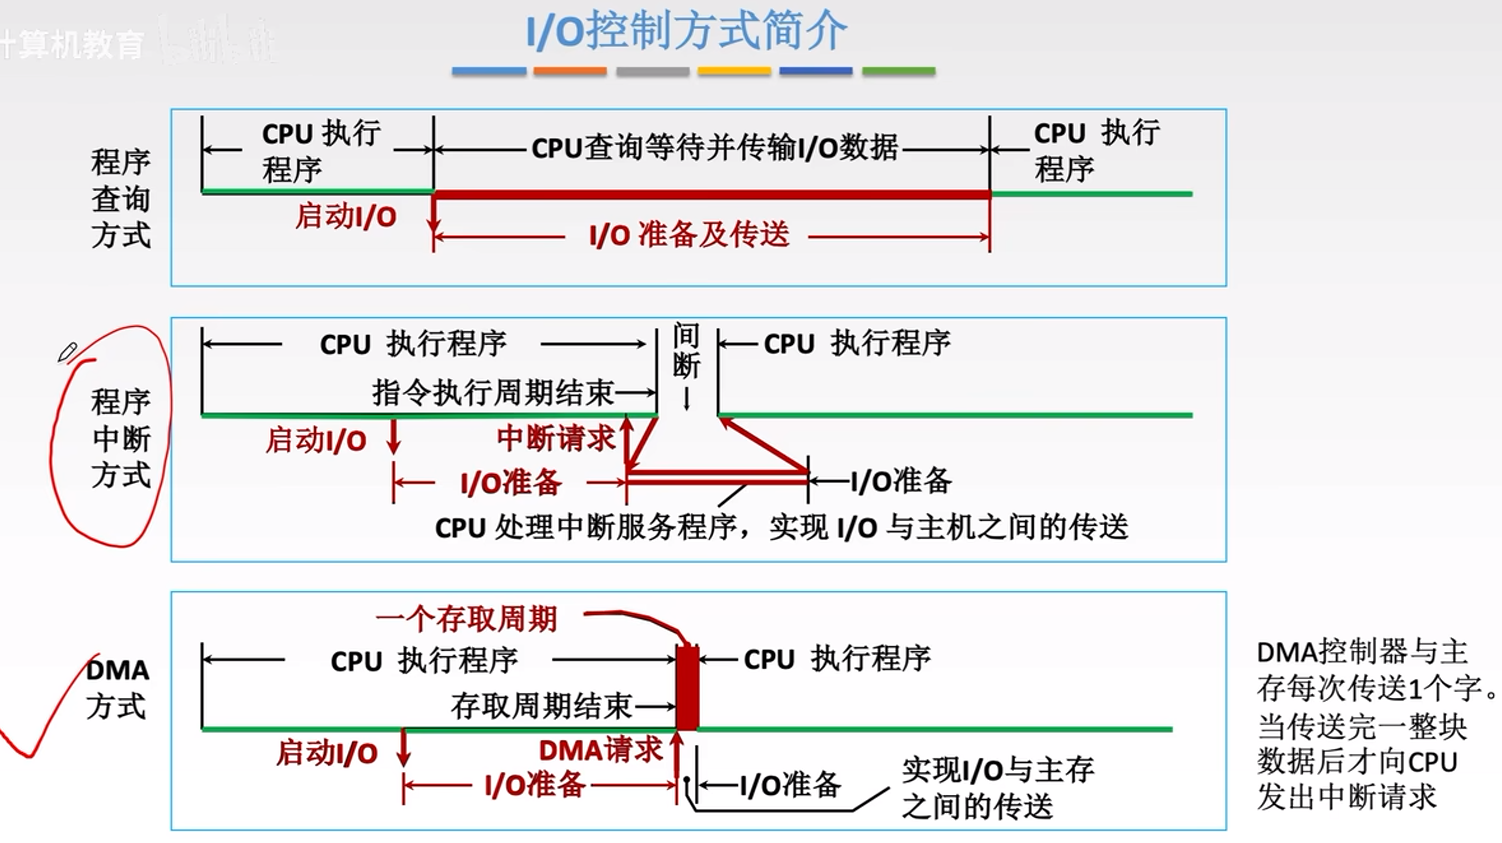 计算机教育
I/O控制方式简介
程序
查询
方式
CPU 执行
程序
CPU查询等待并传输I/O数据
CPU 执行
程序
启动I/O
I/O 准备及传送
程序
中断
方式
CPU 执行程序
间
断
CPU 执行程序
指令执行周期结束
启动I/O
中断请求
I/O准备
I/O准备
CPU 处理中断服务程序，实现 I/O 与主机之间的传送
DMA
方式
一个存取周期
CPU 执行程序
CPU 执行程序
存取周期结束
启动I/O
DMA请求
I/O准备
I/O准备
实现I/O与主存
之间的传送
DMA控制器与主
存每次传送1个字。
当传送完一整块
数据后才向CPU
发出中断请求